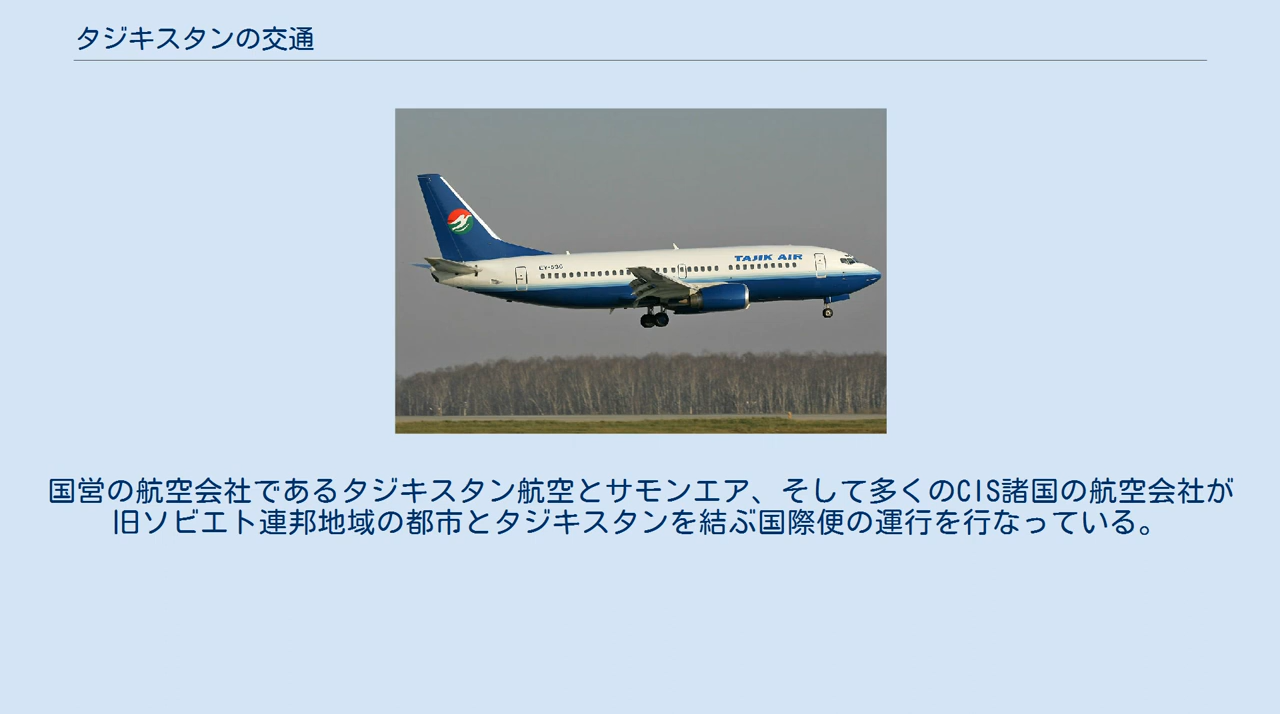 タジキスタンの交通
TAJIK AIR
国営の航空会社であるタジキスタン航空とサモンエア、そして多くのCIS諸国の航空会社が
旧ソビエト連邦地域の都市とタジキスタンを結ぶ国際便の運行を行なっている。